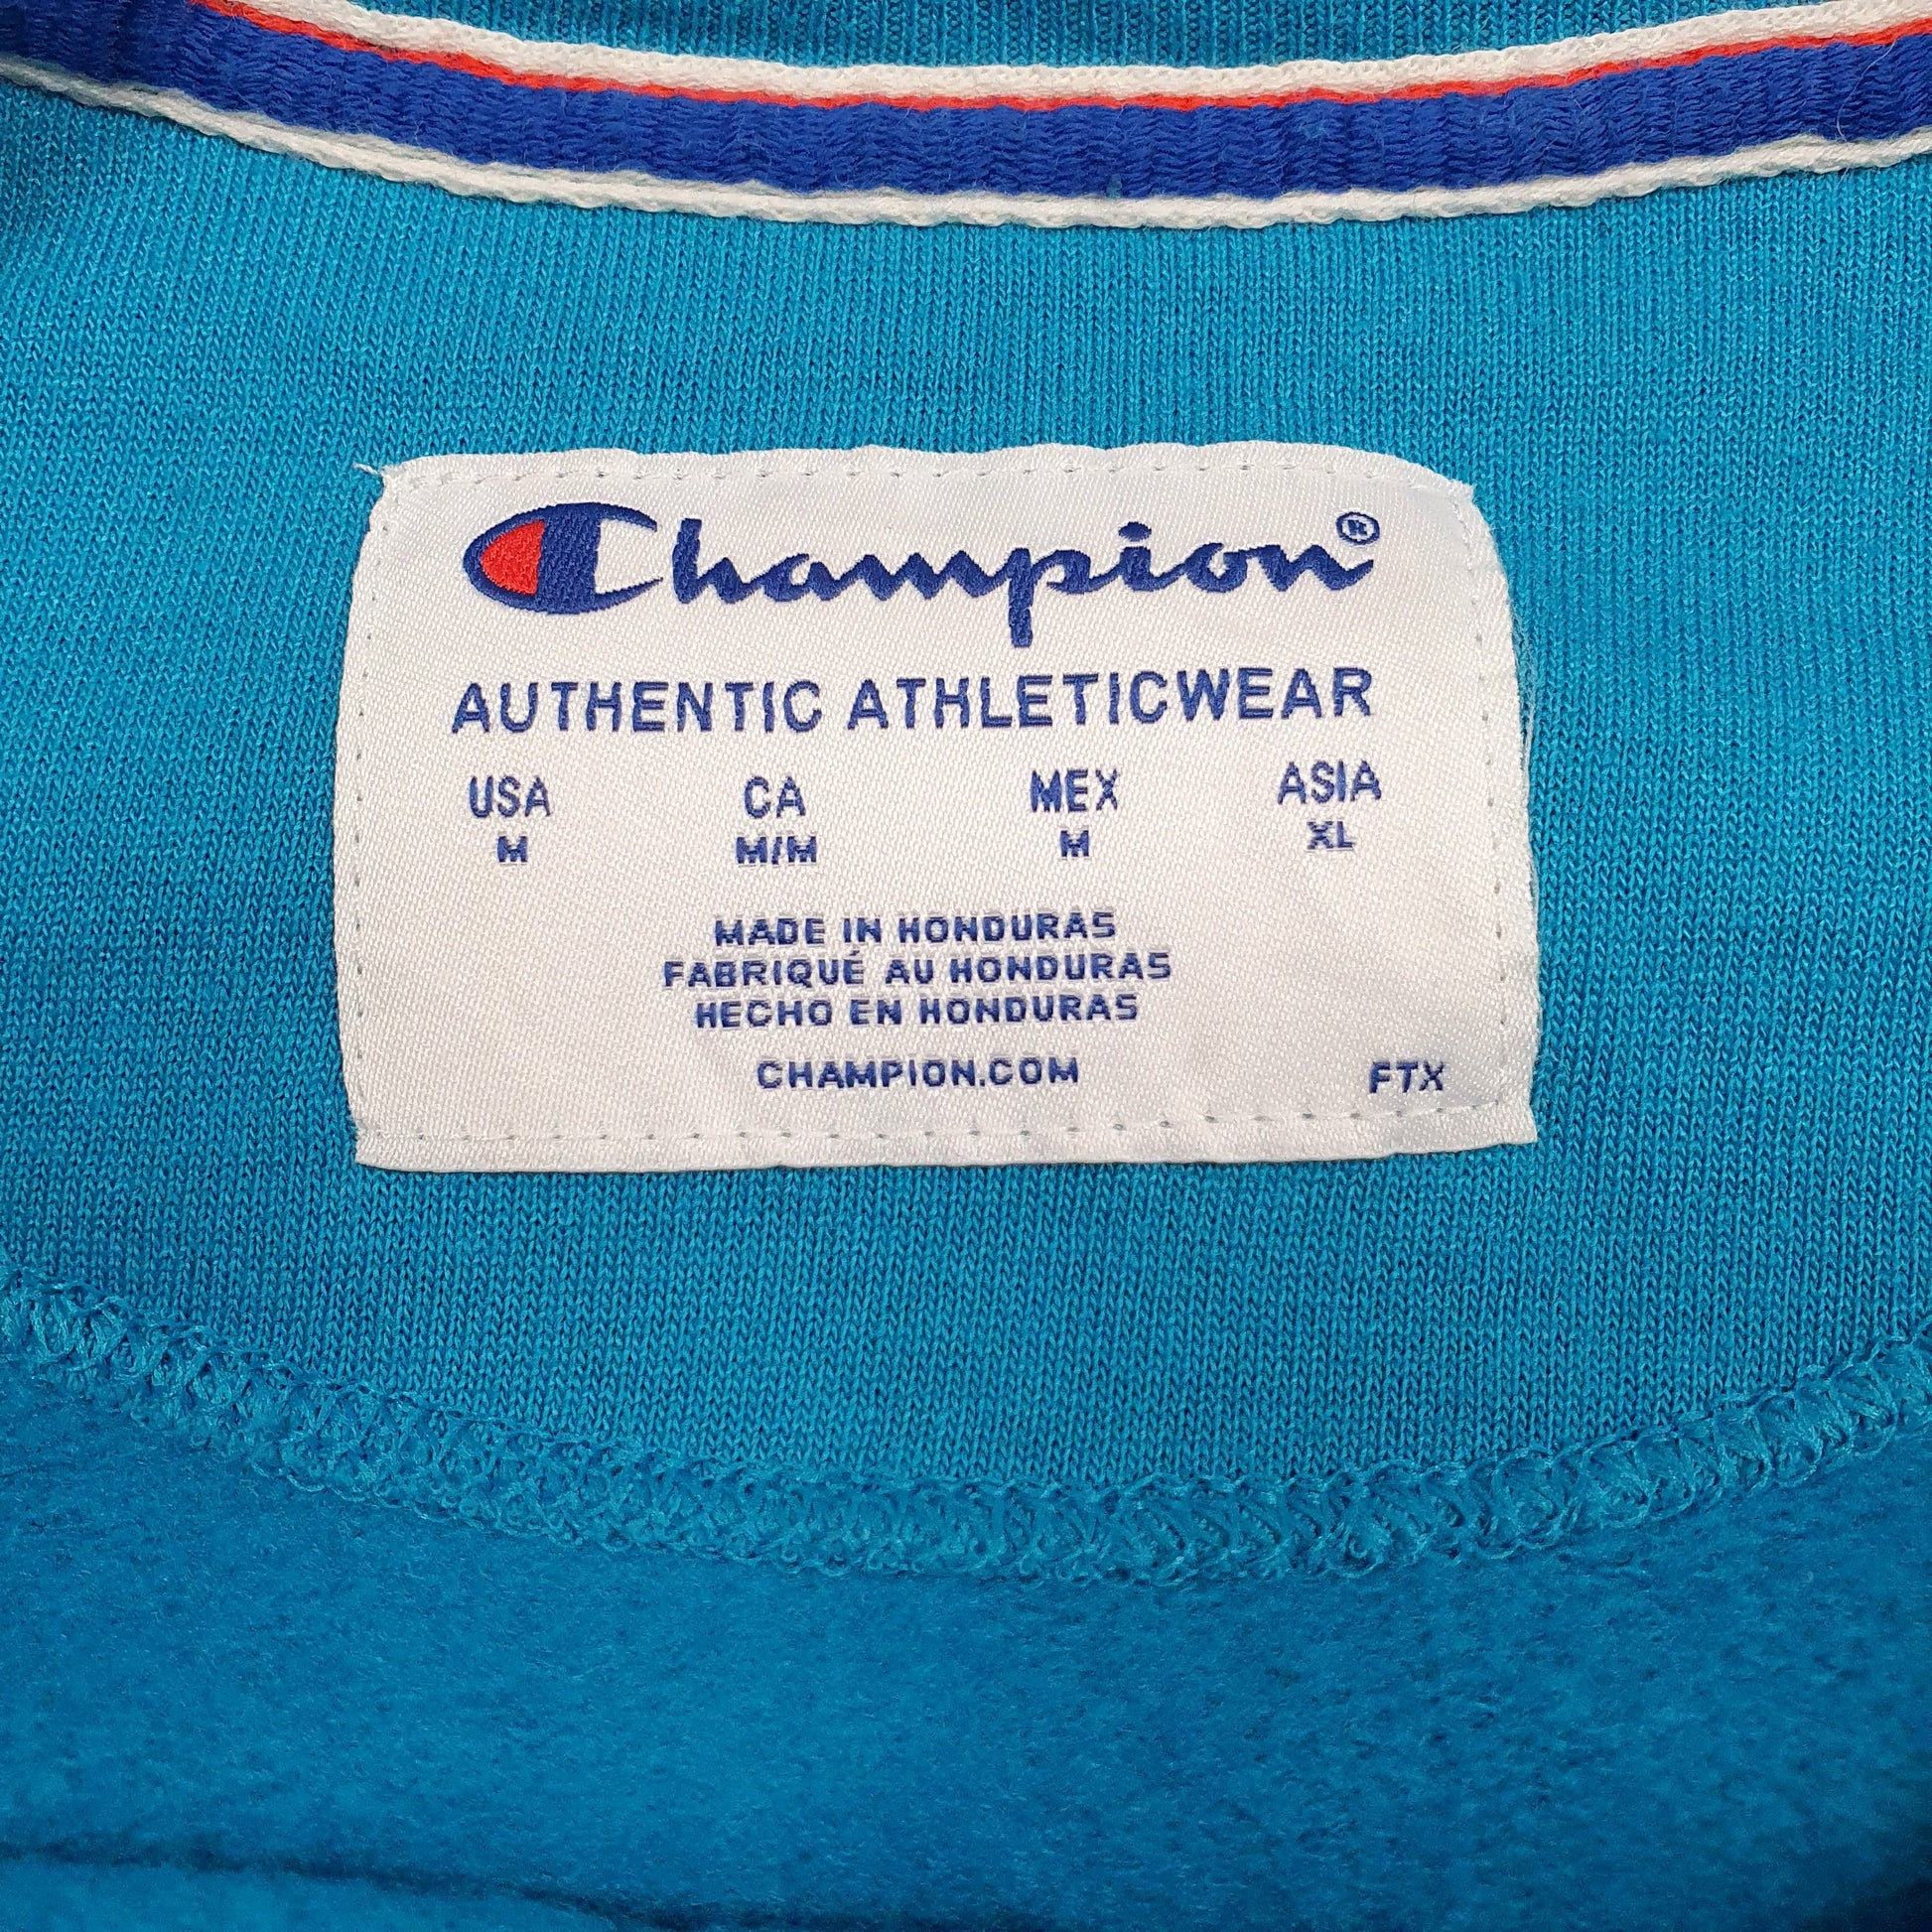 Champion®
AUTHENTIC ATHLETICWEAR
USA CA MEX ASIA
M M/M M XL
MADE IN HONDURAS
FABRIQUÉ AU HONDURAS
HECHO EN HONDURAS
CHAMPION.COM FTX